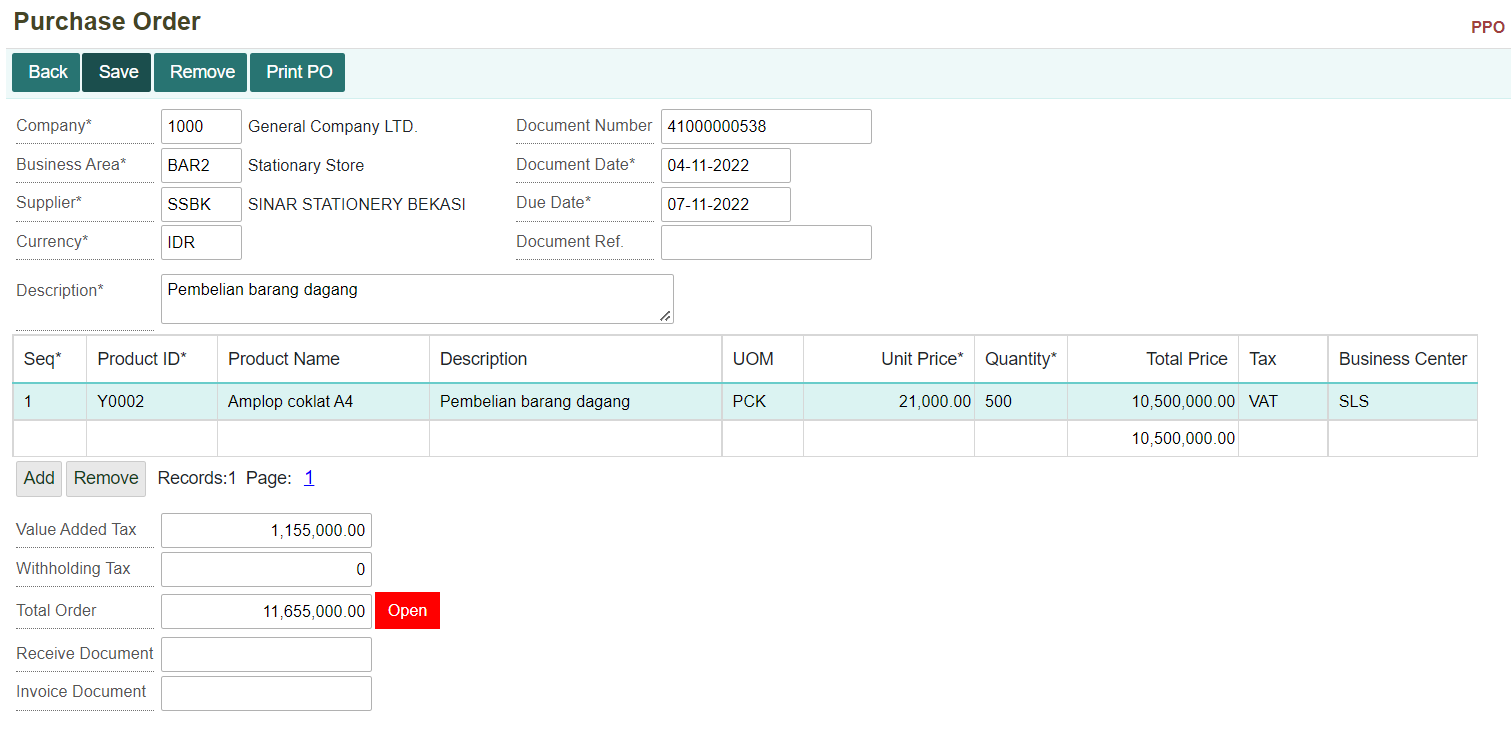 Purchase Order
PPO
Back Save Remove Print PO
Company* 1000 General Company LTD. Document Number 41000000538
Business Area* BAR2 Stationary Store Document Date* 04-11-2022
Supplier* SSBK SINAR STATIONERY BEKASI Due Date* 07-11-2022
Currency* IDR Document Ref.
Description* Pembelian barang dagang
Seq* Product ID* Product Name Description UOM Unit Price* Quantity* Total Price Tax Business Center
1 Y0002 Amplop coklat A4 Pembelian barang dagang PCK 21,000.00 500 10,500,000.00 VAT SLS
10,500,000.00
Add Remove Records:1 Page: 1
Value Added Tax 1,155,000.00
Withholding Tax 0
Total Order 11,655,000.00 Open
Receive Document
Invoice Document